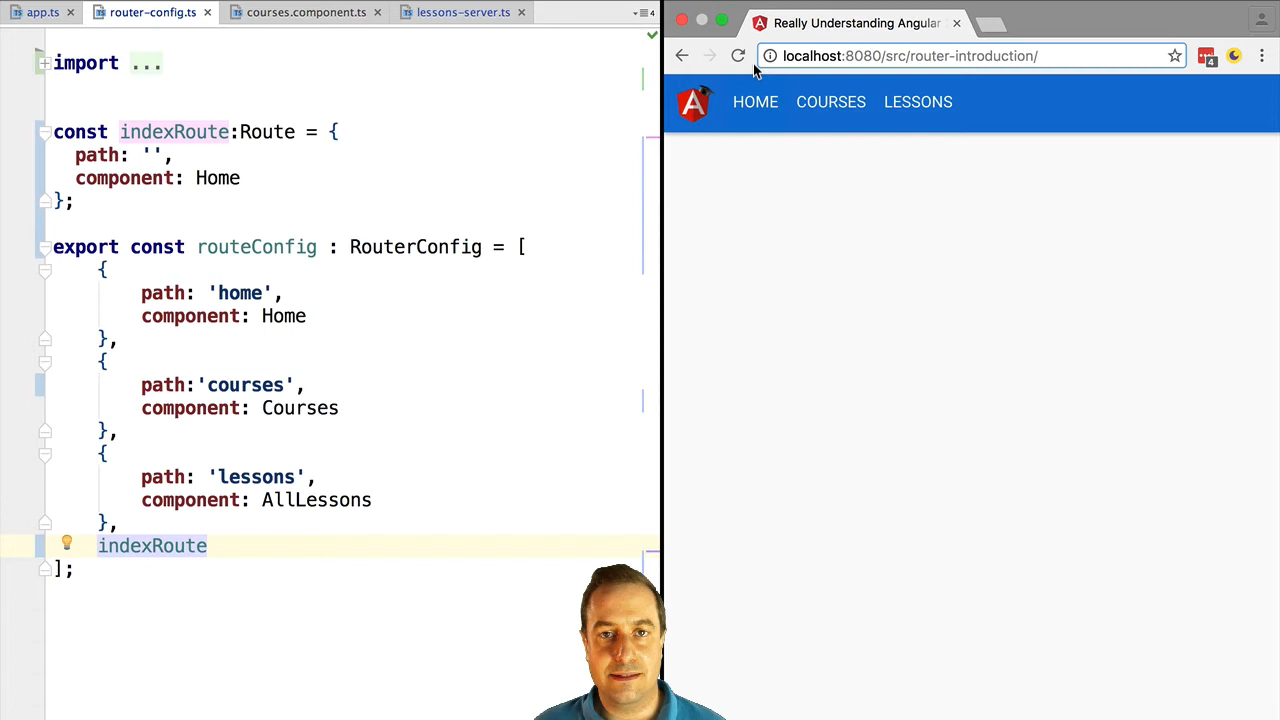 app.ts
router-config.ts
courses.component.ts
lessons-server.ts
4
import ...
const indexRoute:Route = {
path: '',
component: Home
};
export const routeConfig : RouterConfig = [
{
path: 'home',
component: Home
},
{
path:'courses',
component: Courses
},
{
path: 'lessons',
component: AllLessons
},
indexRoute
];
Really Understanding Angular
localhost:8080/src/router-introduction/
4
HOME COURSES LESSONS